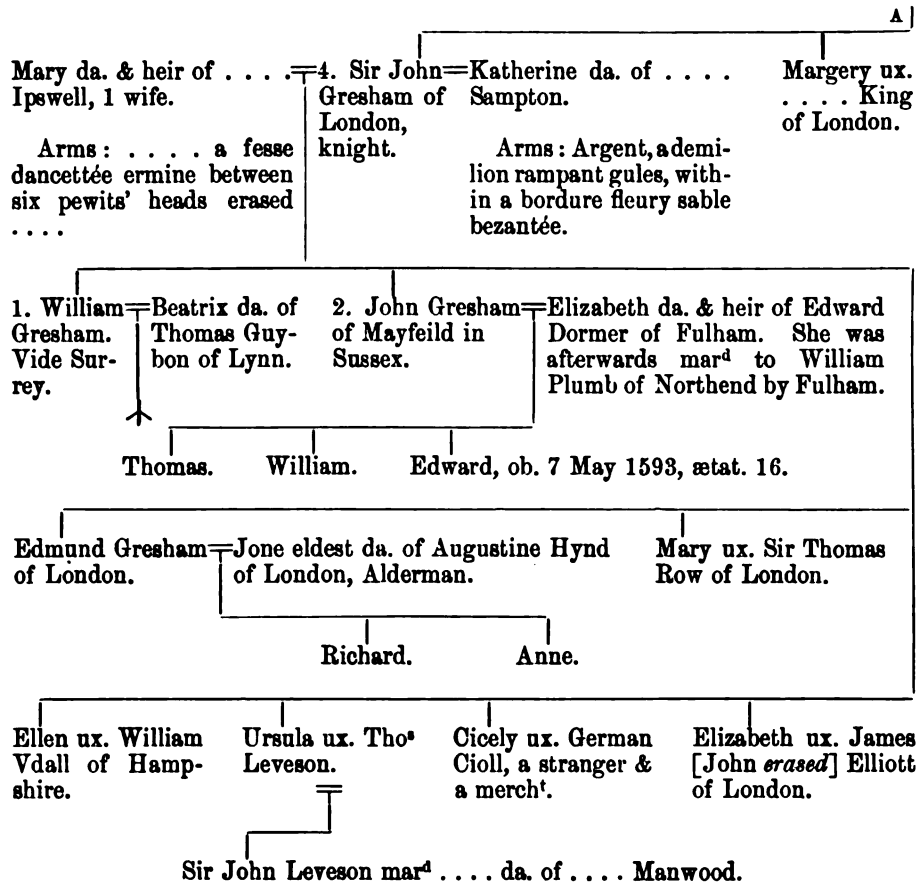 A
Mary da. & heir of . . . .
Ipswell, 1 wife.
Arms : . . . . a fesse
dancettée ermine between
six pewits' heads erased
. . . .
4. Sir John
Gresham of
London,
knight.
Katherine da. of . . . .
Sampton.
Arms : Argent, a demi-
lion rampant gules, with-
in a bordure fleury sable
bezantée.
Margery ux.
. . . . King
of London.
1. William
Gresham.
Vide Sur-
rey.
Beatrix da. of
Thomas Guy-
bon of Lynn.
2. John Gresham
of Mayfeild in
Sussex.
Elizabeth da. & heir of Edward
Dormer of Fulham. She was
afterwards marᵈ to William
Plumb of Northend by Fulham.
Thomas.
William.
Edward, ob. 7 May 1593, ætat. 16.
Edmund Gresham
of London.
Jone eldest da. of Augustine Hynd
of London, Alderman.
Mary ux. Sir Thomas
Row of London.
Richard.
Anne.
Ellen ux. William
Vdall of Hamp-
shire.
Ursula ux. Thoˢ
Leveson.
Cicely ux. German
Cioll, a stranger &
a merchᵗ.
Elizabeth ux. James
[John erased] Elliott
of London.
Sir John Leveson marᵈ . . . . da. of . . . . Manwood.